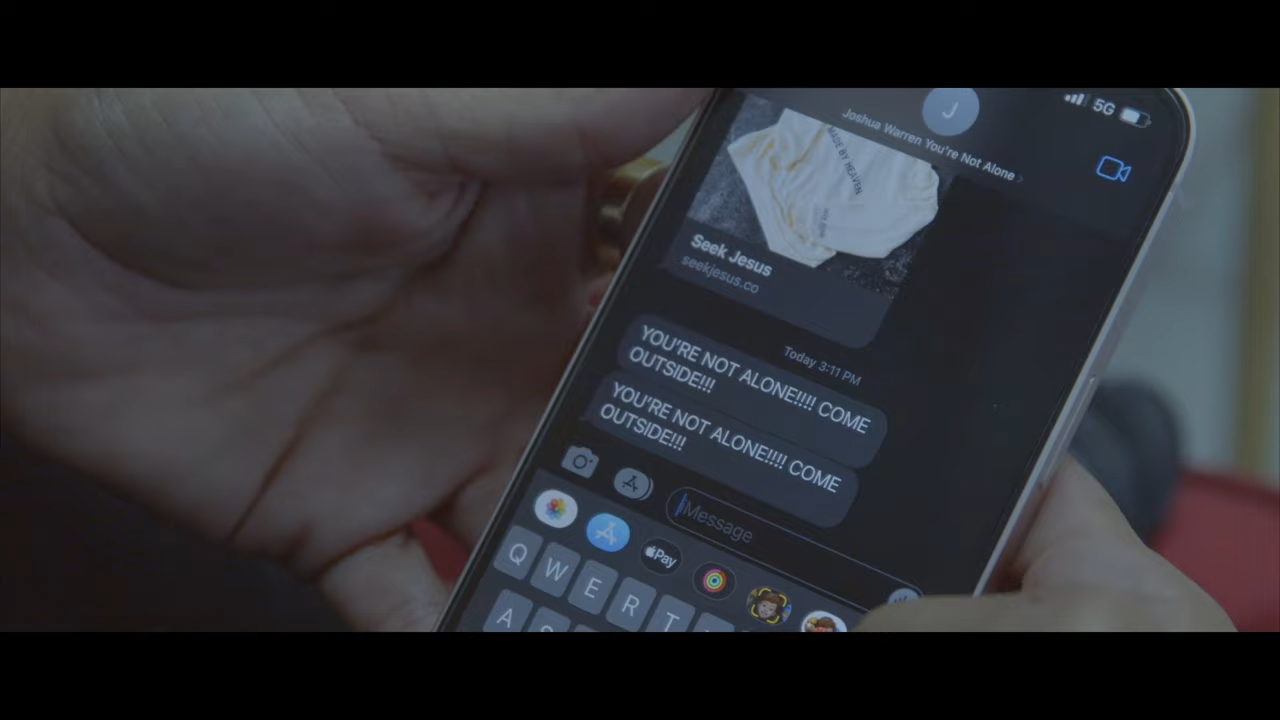 5G
J
Joshua Warren You're Not Alone
MADE BY HEAVEN
Seek Jesus
seekjesus.co
Today 3:11 PM
YOU'RE NOT ALONE!!!! COME
OUTSIDE!!!
YOU'RE NOT ALONE!!!! COME
OUTSIDE!!!
Message
Pay
Q W E R T
A